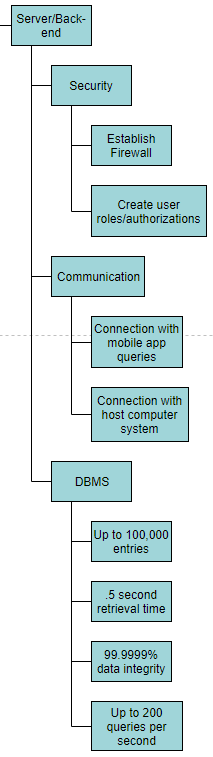 Server/Back-
end
Security
Establish
Firewall
Create user
roles/authorizations
Communication
Connection with
mobile app
queries
Connection with
host computer
system
DBMS
Up to 100,000
entries
.5 second
retrieval time
99.9999%
data integrity
Up to 200
queries per
second